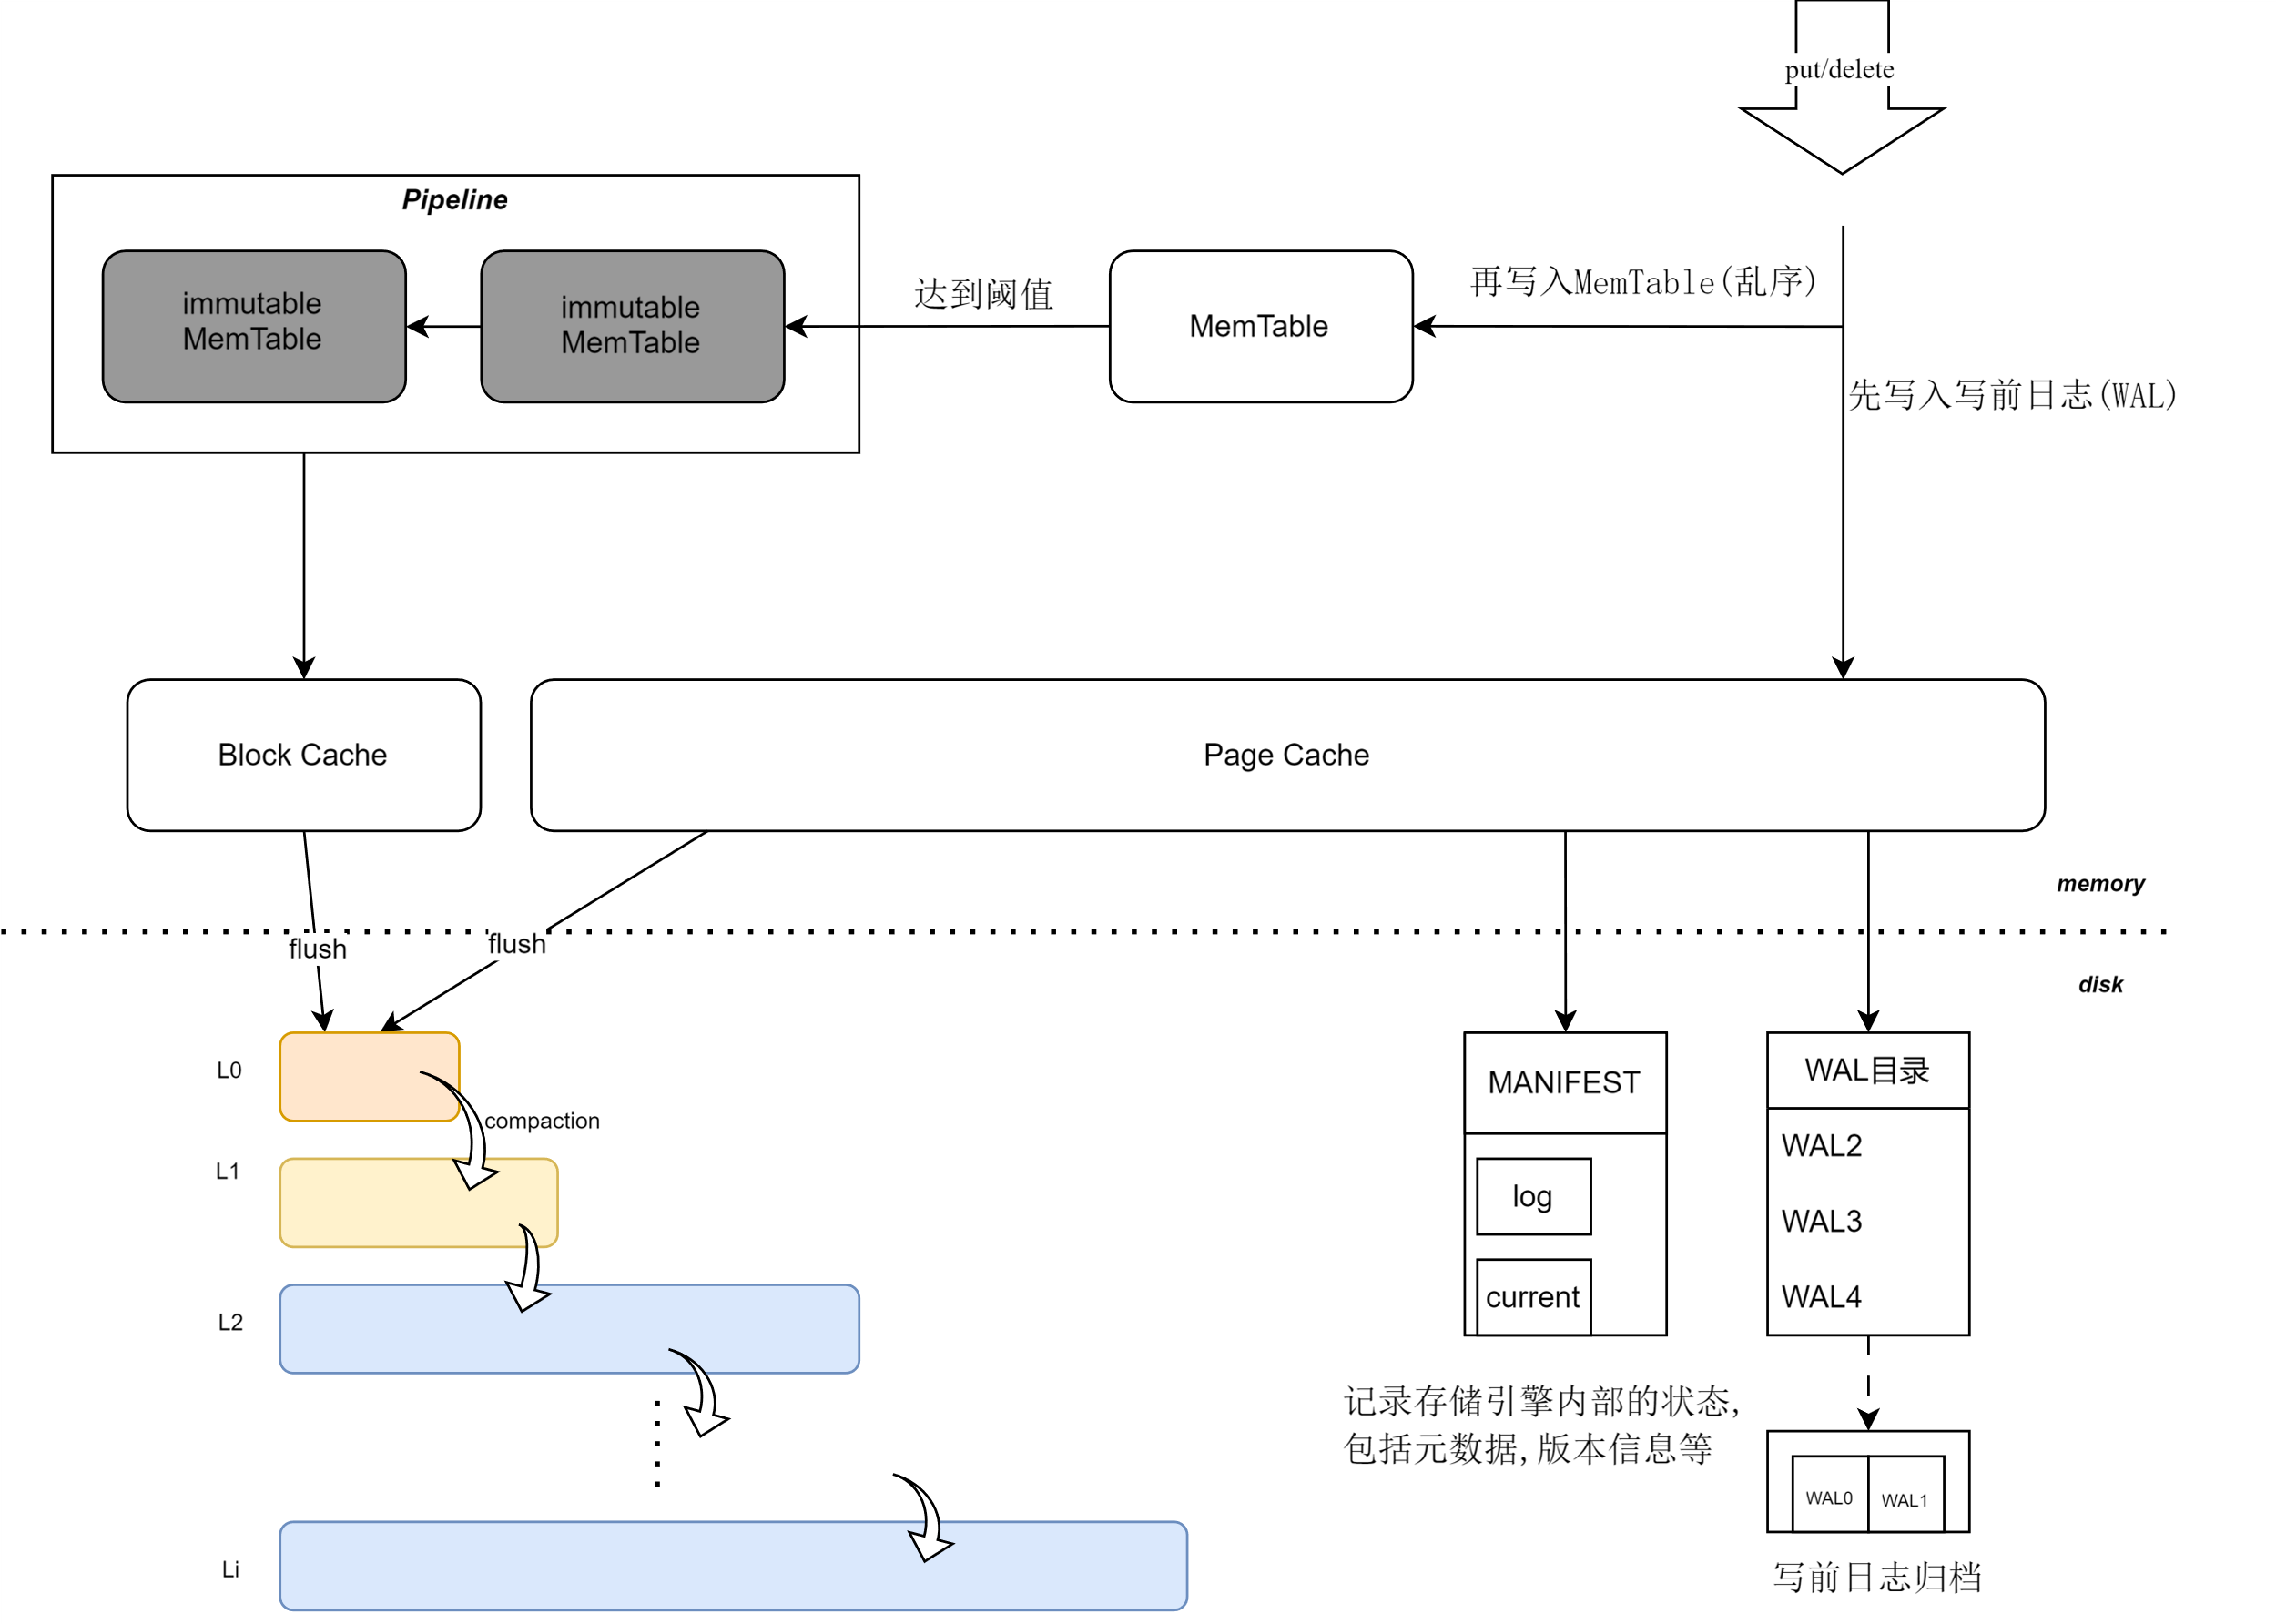 put/delete
Pipeline
immutable
MemTable
immutable
MemTable
达到阈值
MemTable
再写入MemTable(乱序)
先写入写前日志(WAL)
Block Cache
Page Cache
memory
flush
flush
disk
L0
compaction
L1
L2
Li
MANIFEST
log
current
记录存储引擎内部的状态,
包括元数据,版本信息等
WAL目录
WAL2
WAL3
WAL4
WAL0
WAL1
写前日志归档